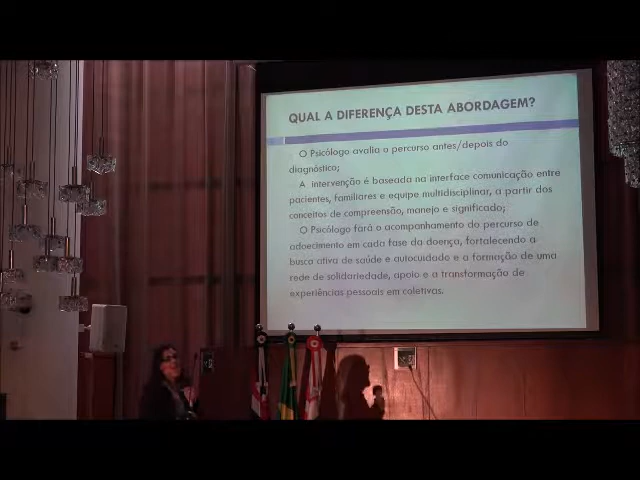 QUAL A DIFERENÇA DESTA ABORDAGEM?
O Psicólogo avalia o percurso antes/depois do
diagnóstico;
A intervenção é baseada na interface comunicação entre
pacientes, familiares e equipe multidisciplinar, a partir dos
conceitos de compreensão, manejo e significado;
O Psicólogo fará o acompanhamento do percurso de
adoecimento em cada fase da doença, fortalecendo a
busca ativa de saúde e autocuidado e a formação de uma
rede de solidariedade, apoio e a transformação de
experiências pessoais em coletivas.